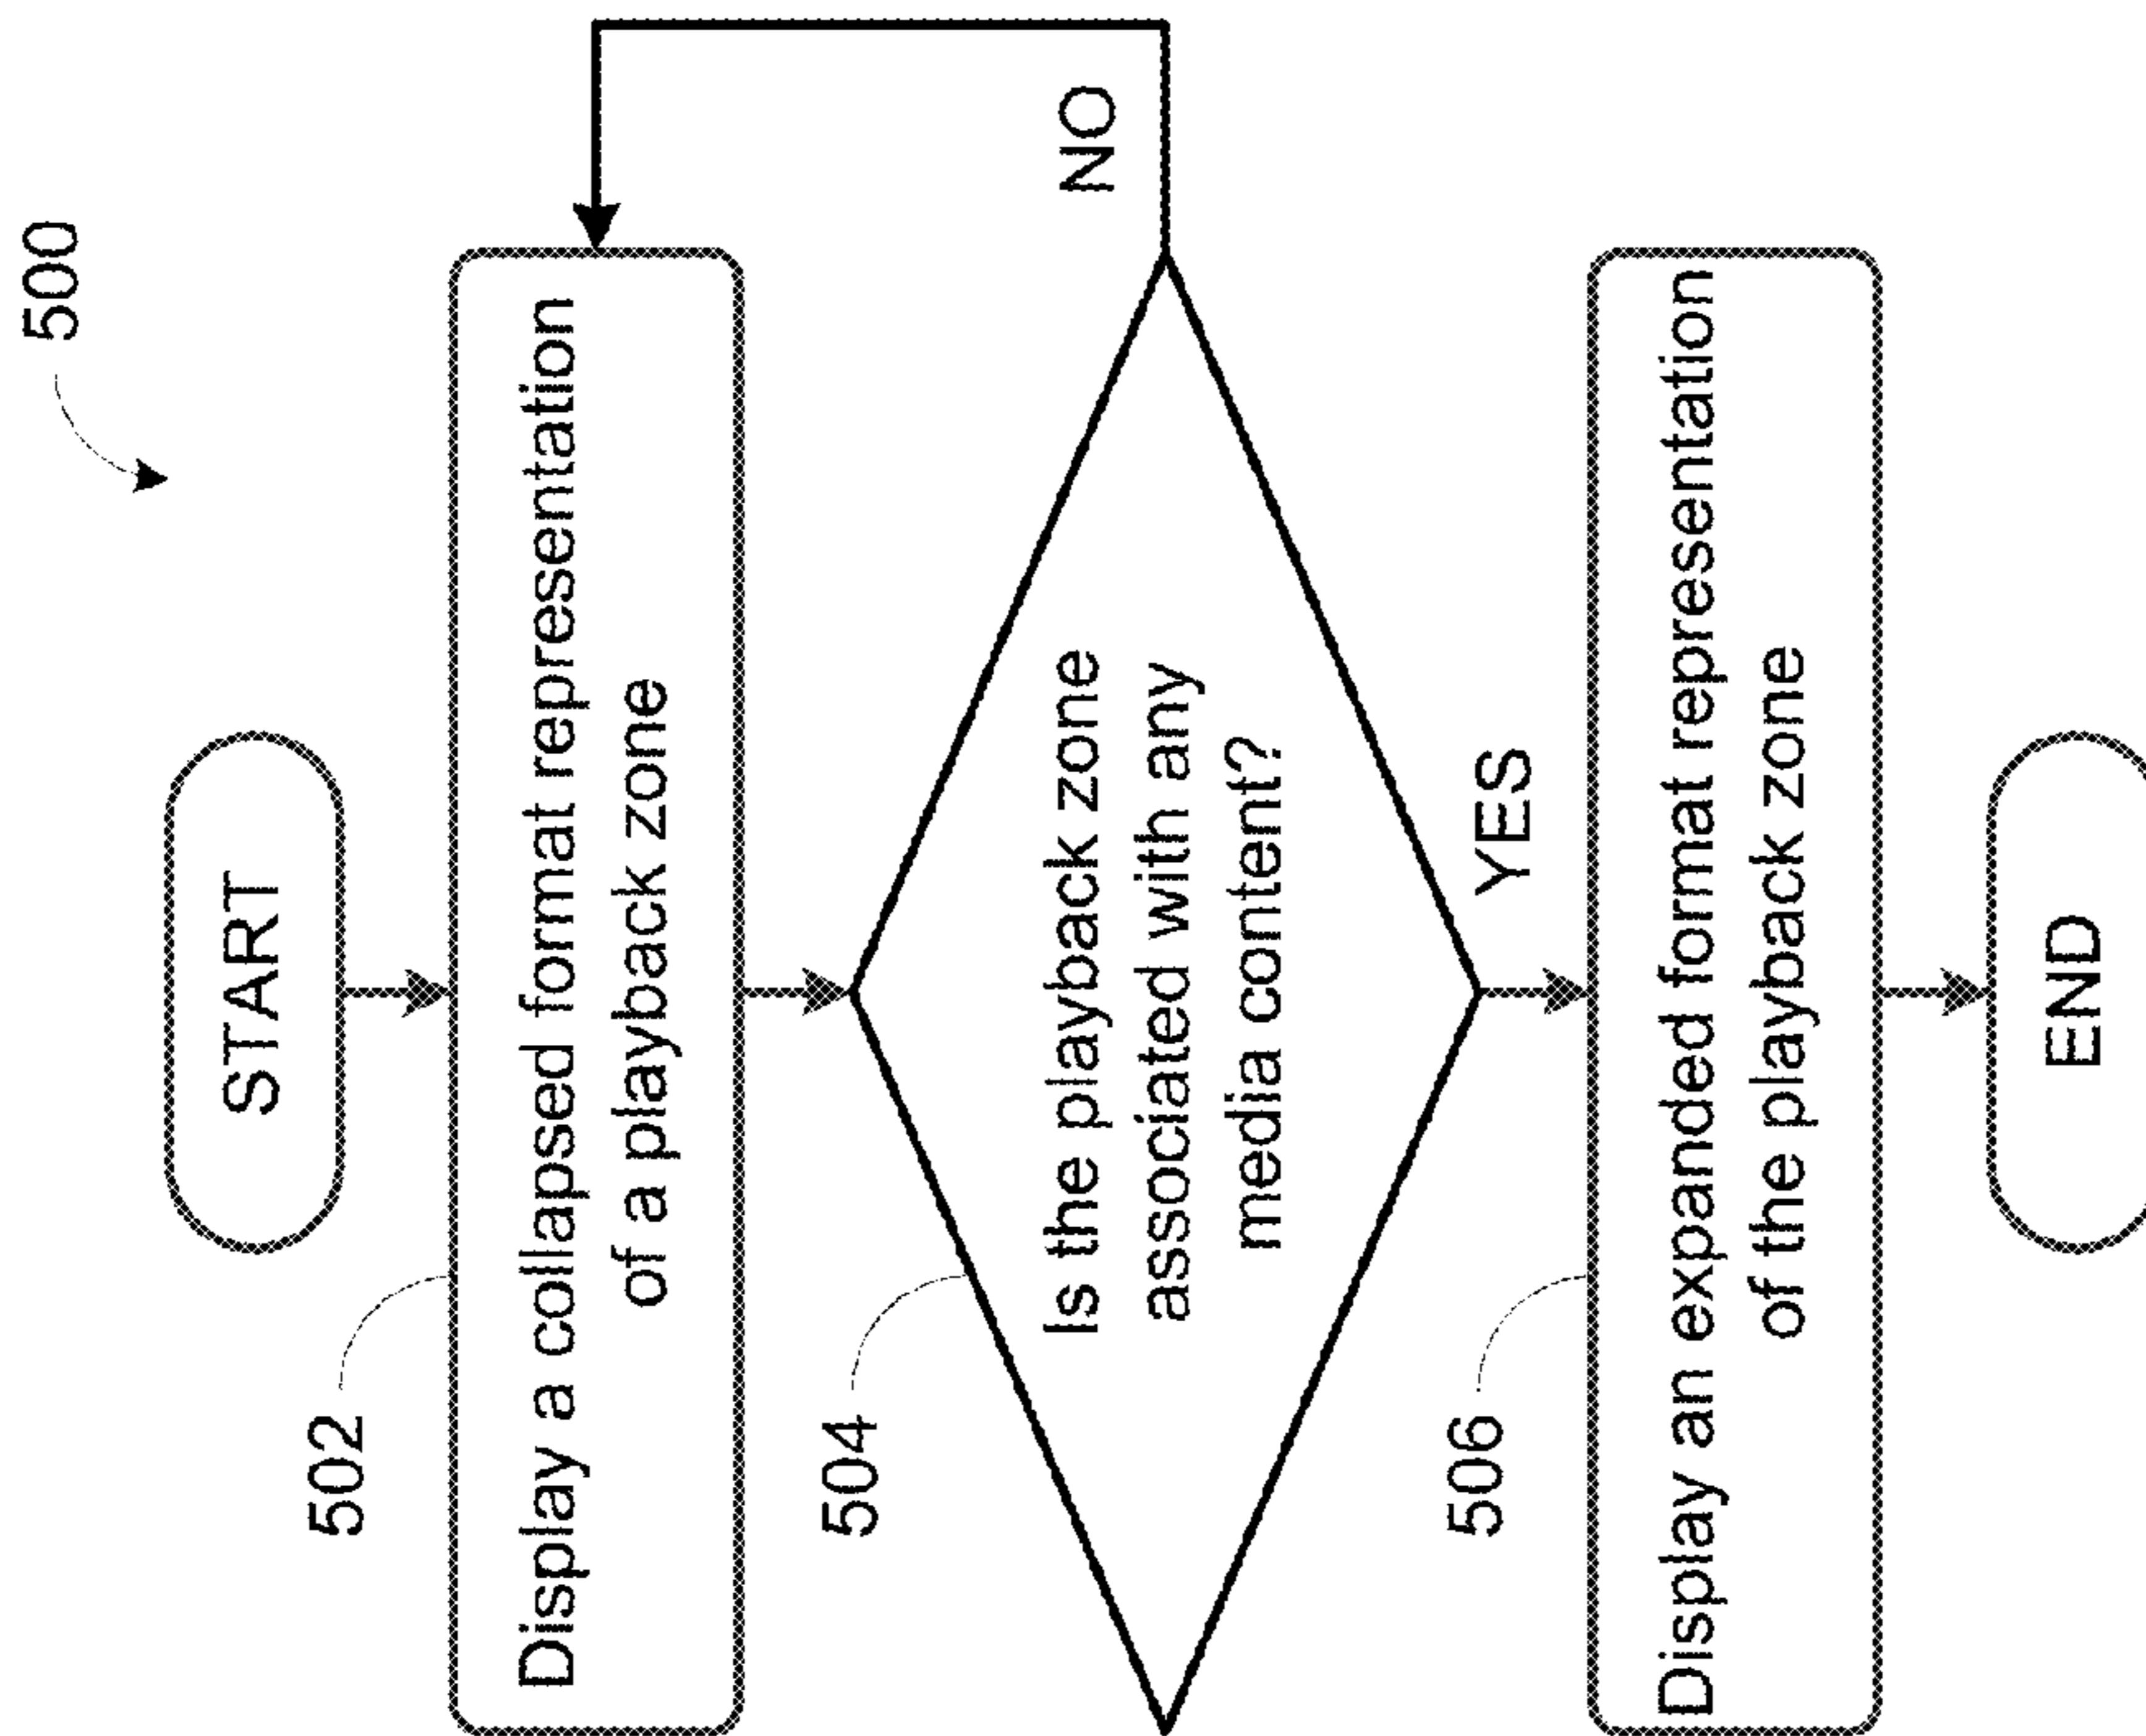 500
START
502
Display a collapsed format representation
of a playback zone
504
Is the playback zone
associated with any
media content?
NO
YES
506
Display an expanded format representation
of the playback zone
END